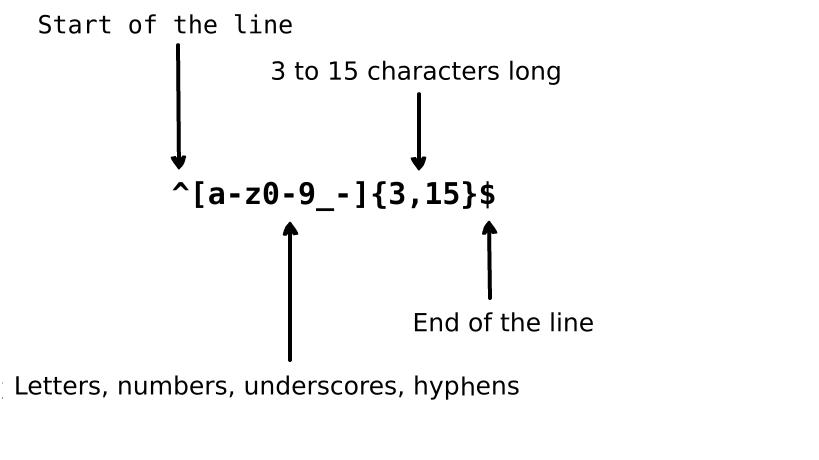 Start of the line
3 to 15 characters long
^[a-z0-9_-]{3,15}$
End of the line
Letters, numbers, underscores, hyphens